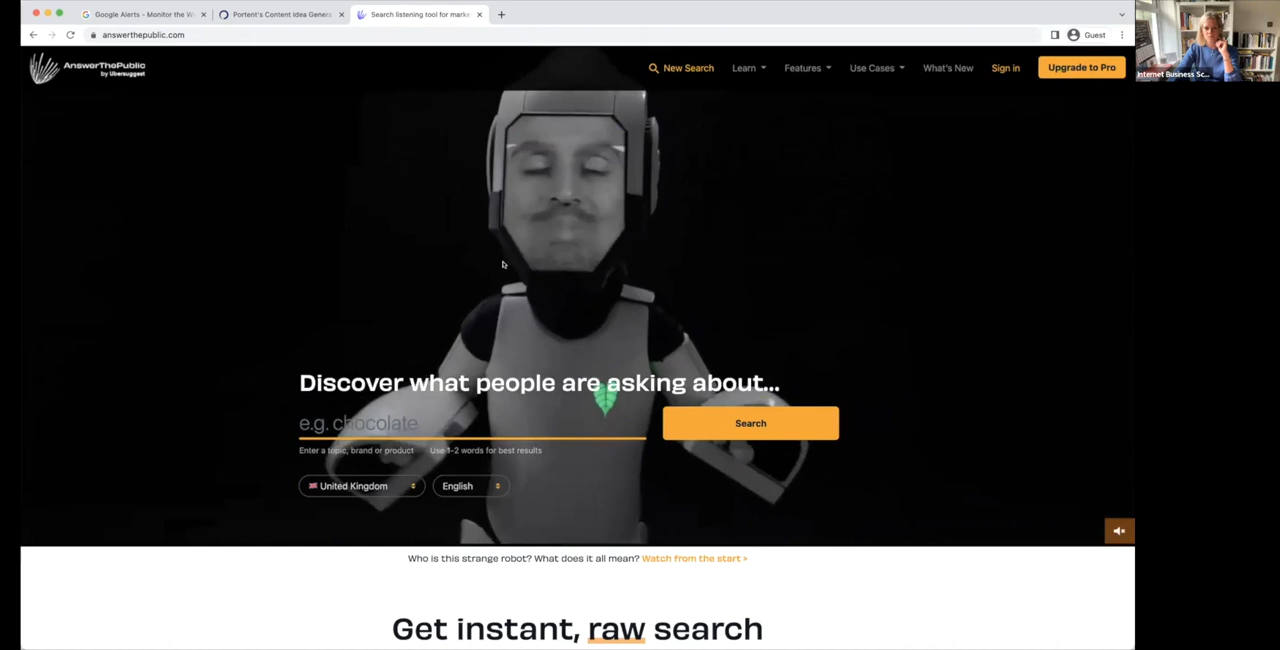 Google Alerts - Monitor the W
Portent's Content Idea Genera
Search listening tool for marke
answerthepublic.com
Guest
AnswerThePublic
by Ubersuggest
New Search
Learn
Features
Use Cases
What's New
Sign in
Upgrade to Pro
Internet Business Sc...
Discover what people are asking about...
e.g. chocolate
Search
Enter a topic, brand or product
Use 1-2 words for best results
United Kingdom
English
Who is this strange robot? What does it all mean? Watch from the start >
Get instant, raw search